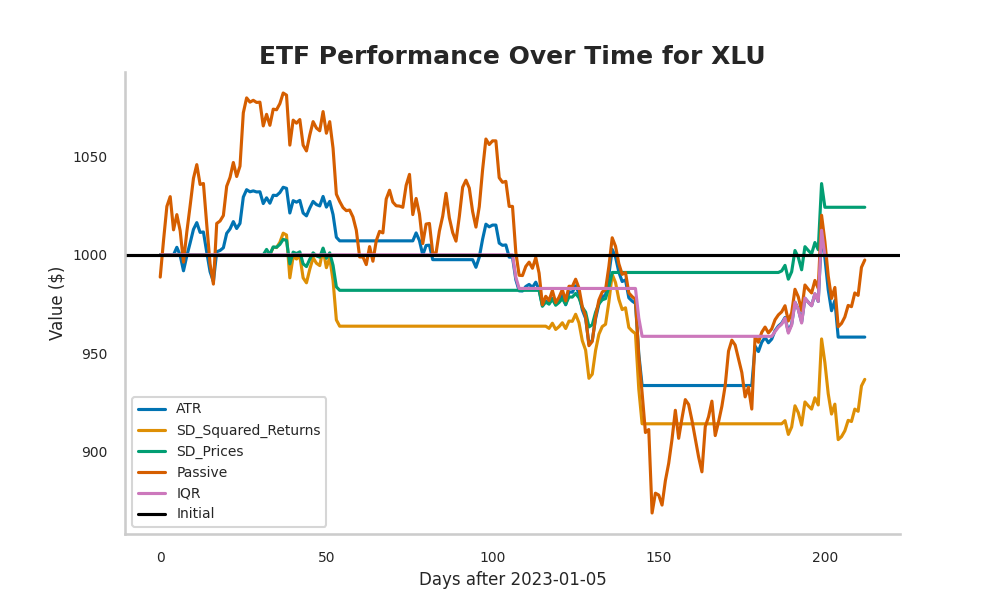 ETF Performance Over Time for XLU
Value ($)
1050
1000
950
900
ATR
SD_Squared_Returns
SD_Prices
Passive
IQR
Initial
0 50 100 150 200
Days after 2023-01-05